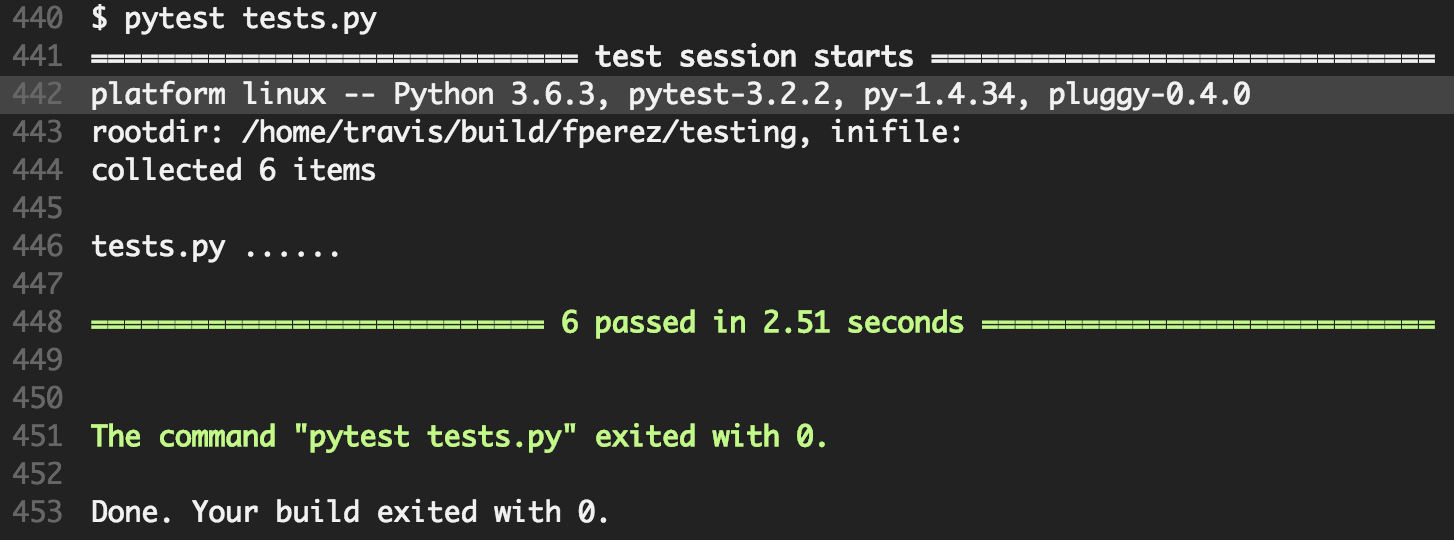 440 $ pytest tests.py
441 ============================= test session starts ==============================
442 platform linux -- Python 3.6.3, pytest-3.2.2, py-1.4.34, pluggy-0.4.0
443 rootdir: /home/travis/build/fperez/testing, inifile:
444 collected 6 items
445
446 tests.py ......
447
448 =========================== 6 passed in 2.51 seconds ===========================
449
450
451 The command "pytest tests.py" exited with 0.
452
453 Done. Your build exited with 0.